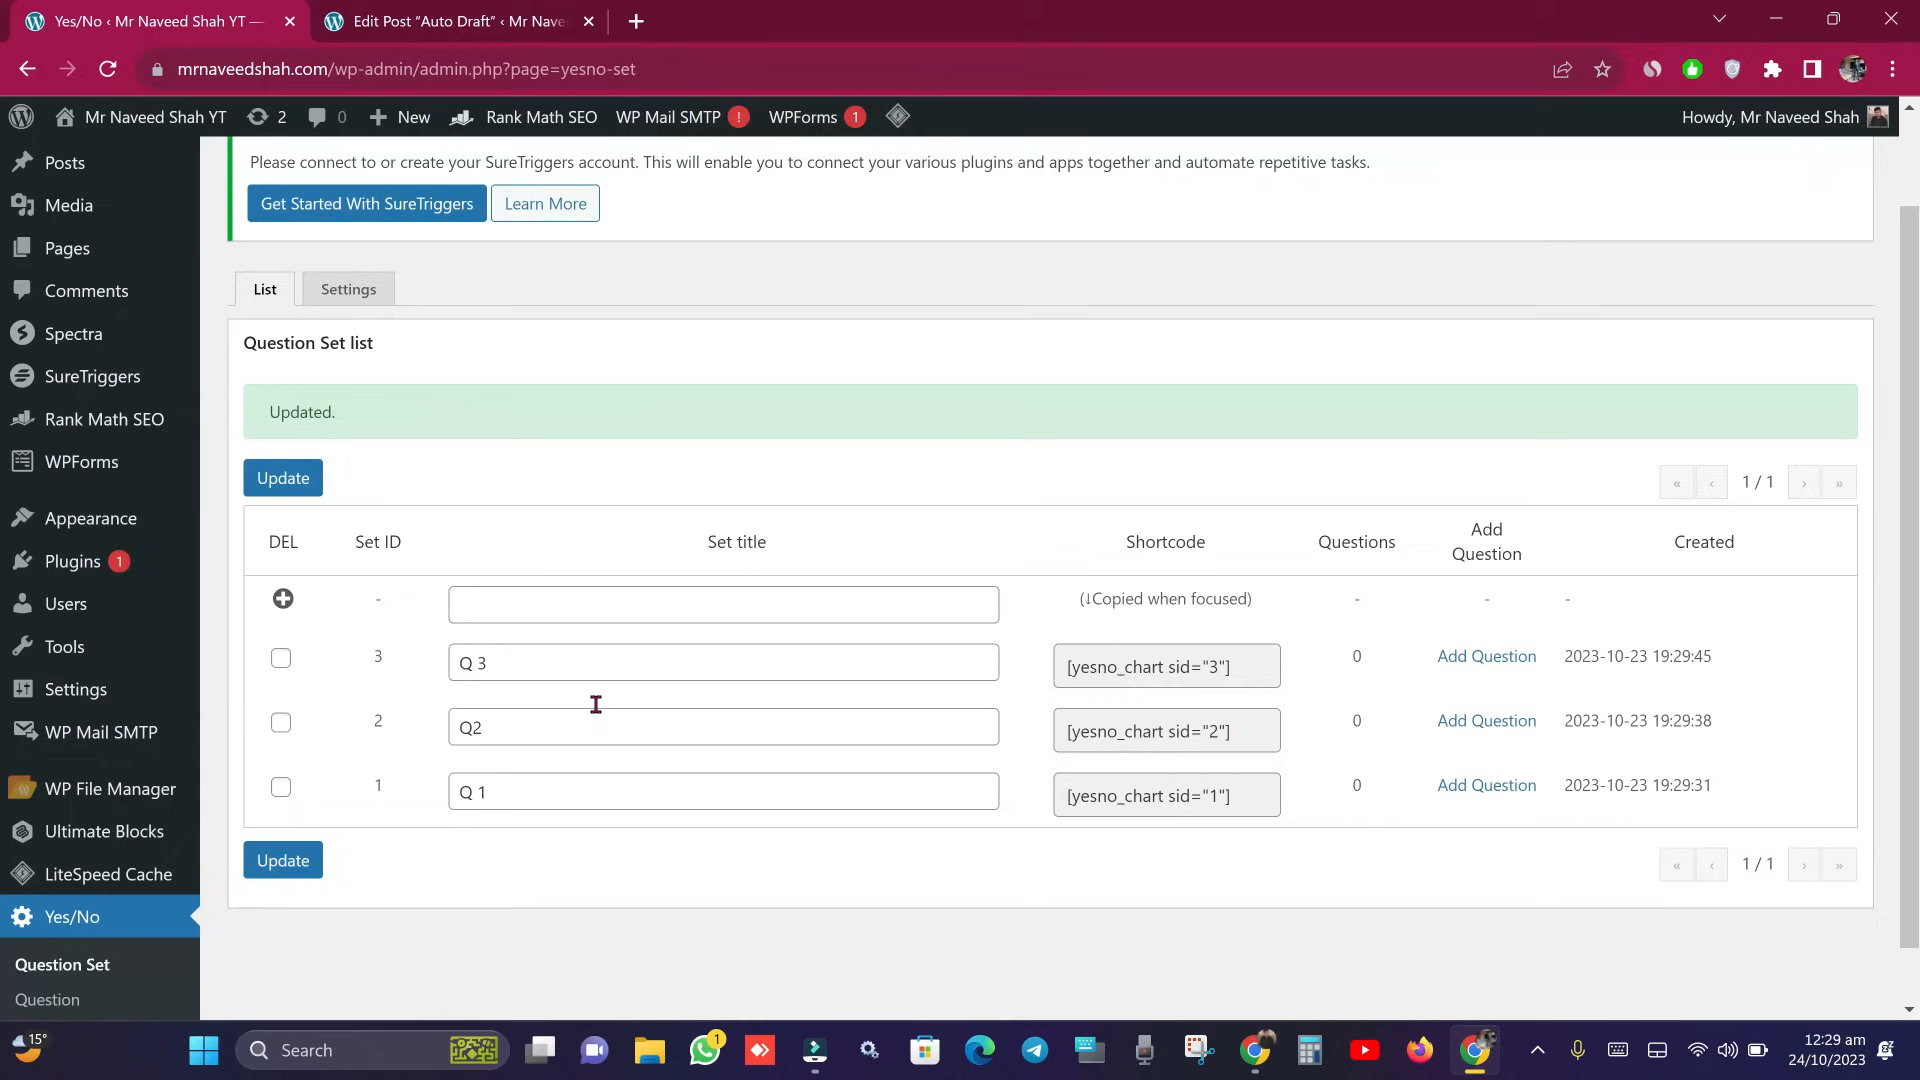 Yes/No ‹ Mr Naveed Shah YT —
Edit Post “Auto Draft” ‹ Mr Nave
mrnaveedshah.com/wp-admin/admin.php?page=yesno-set
Mr Naveed Shah YT
2
0
New
Rank Math SEO
WP Mail SMTP !
WPForms 1
Howdy, Mr Naveed Shah
Posts
Media
Pages
Comments
Spectra
SureTriggers
Rank Math SEO
WPForms
Appearance
Plugins 1
Users
Tools
Settings
WP Mail SMTP
WP File Manager
Ultimate Blocks
LiteSpeed Cache
Yes/No
Question Set
Question
Please connect to or create your SureTriggers account. This will enable you to connect your various plugins and apps together and automate repetitive tasks.
Get Started With SureTriggers
Learn More
List
Settings
Question Set list
Updated.
Update
« ‹ 1 / 1 › »
DEL Set ID Set title Shortcode Questions Add Question Created
- (↓Copied when focused) - - -
3 Q 3 [yesno_chart sid="3"] 0 Add Question 2023-10-23 19:29:45
2 Q2 [yesno_chart sid="2"] 0 Add Question 2023-10-23 19:29:38
1 Q 1 [yesno_chart sid="1"] 0 Add Question 2023-10-23 19:29:31
Update
« ‹ 1 / 1 › »
15°
Search
1
12:29 am
24/10/2023